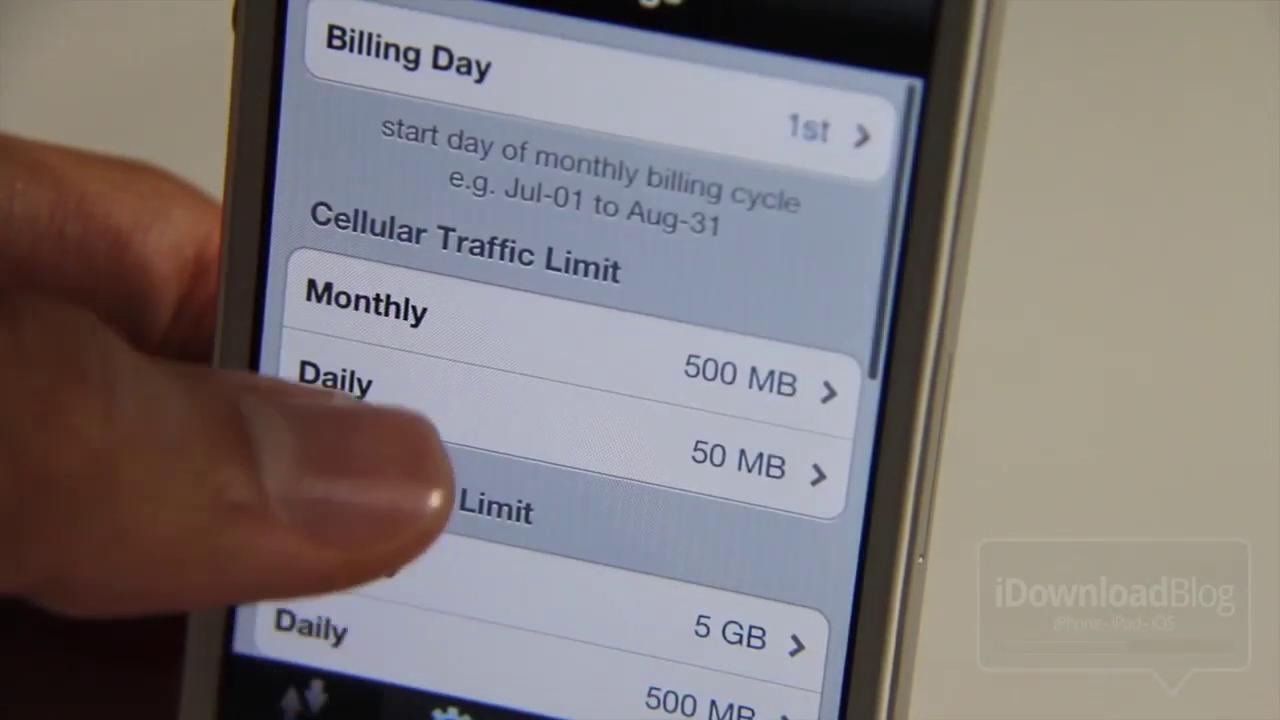 Billing Day
1st
start day of monthly billing cycle
e.g. Jul-01 to Aug-31
Cellular Traffic Limit
Monthly
500 MB
Daily
50 MB
Limit
5 GB
Daily
500 MB
iDownloadBlog
iPhone - iPad - iOS